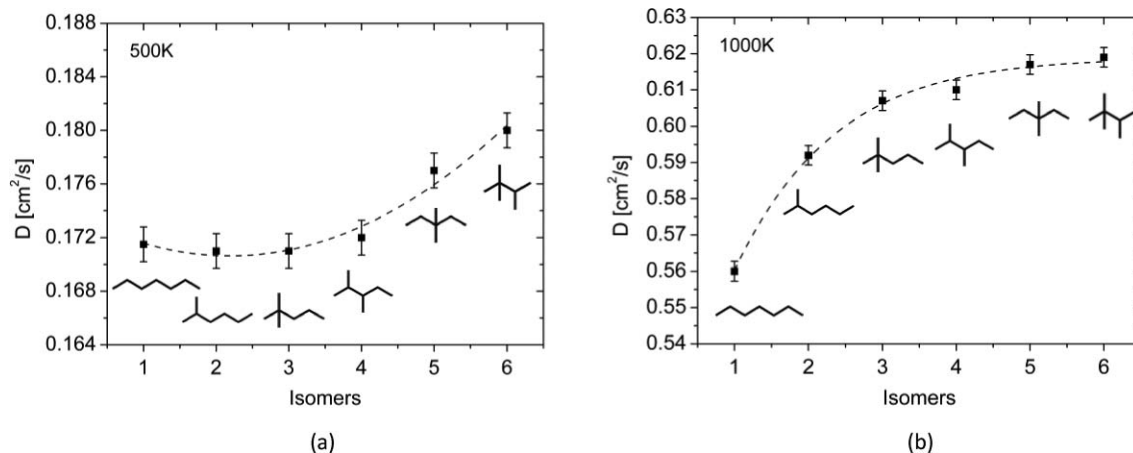 500K
D [cm²/s]
0.188
0.184
0.180
0.176
0.172
0.168
0.164
1 2 3 4 5 6
Isomers
(a)
1000K
D [cm²/s]
0.63
0.62
0.61
0.60
0.59
0.58
0.57
0.56
0.55
0.54
1 2 3 4 5 6
Isomers
(b)